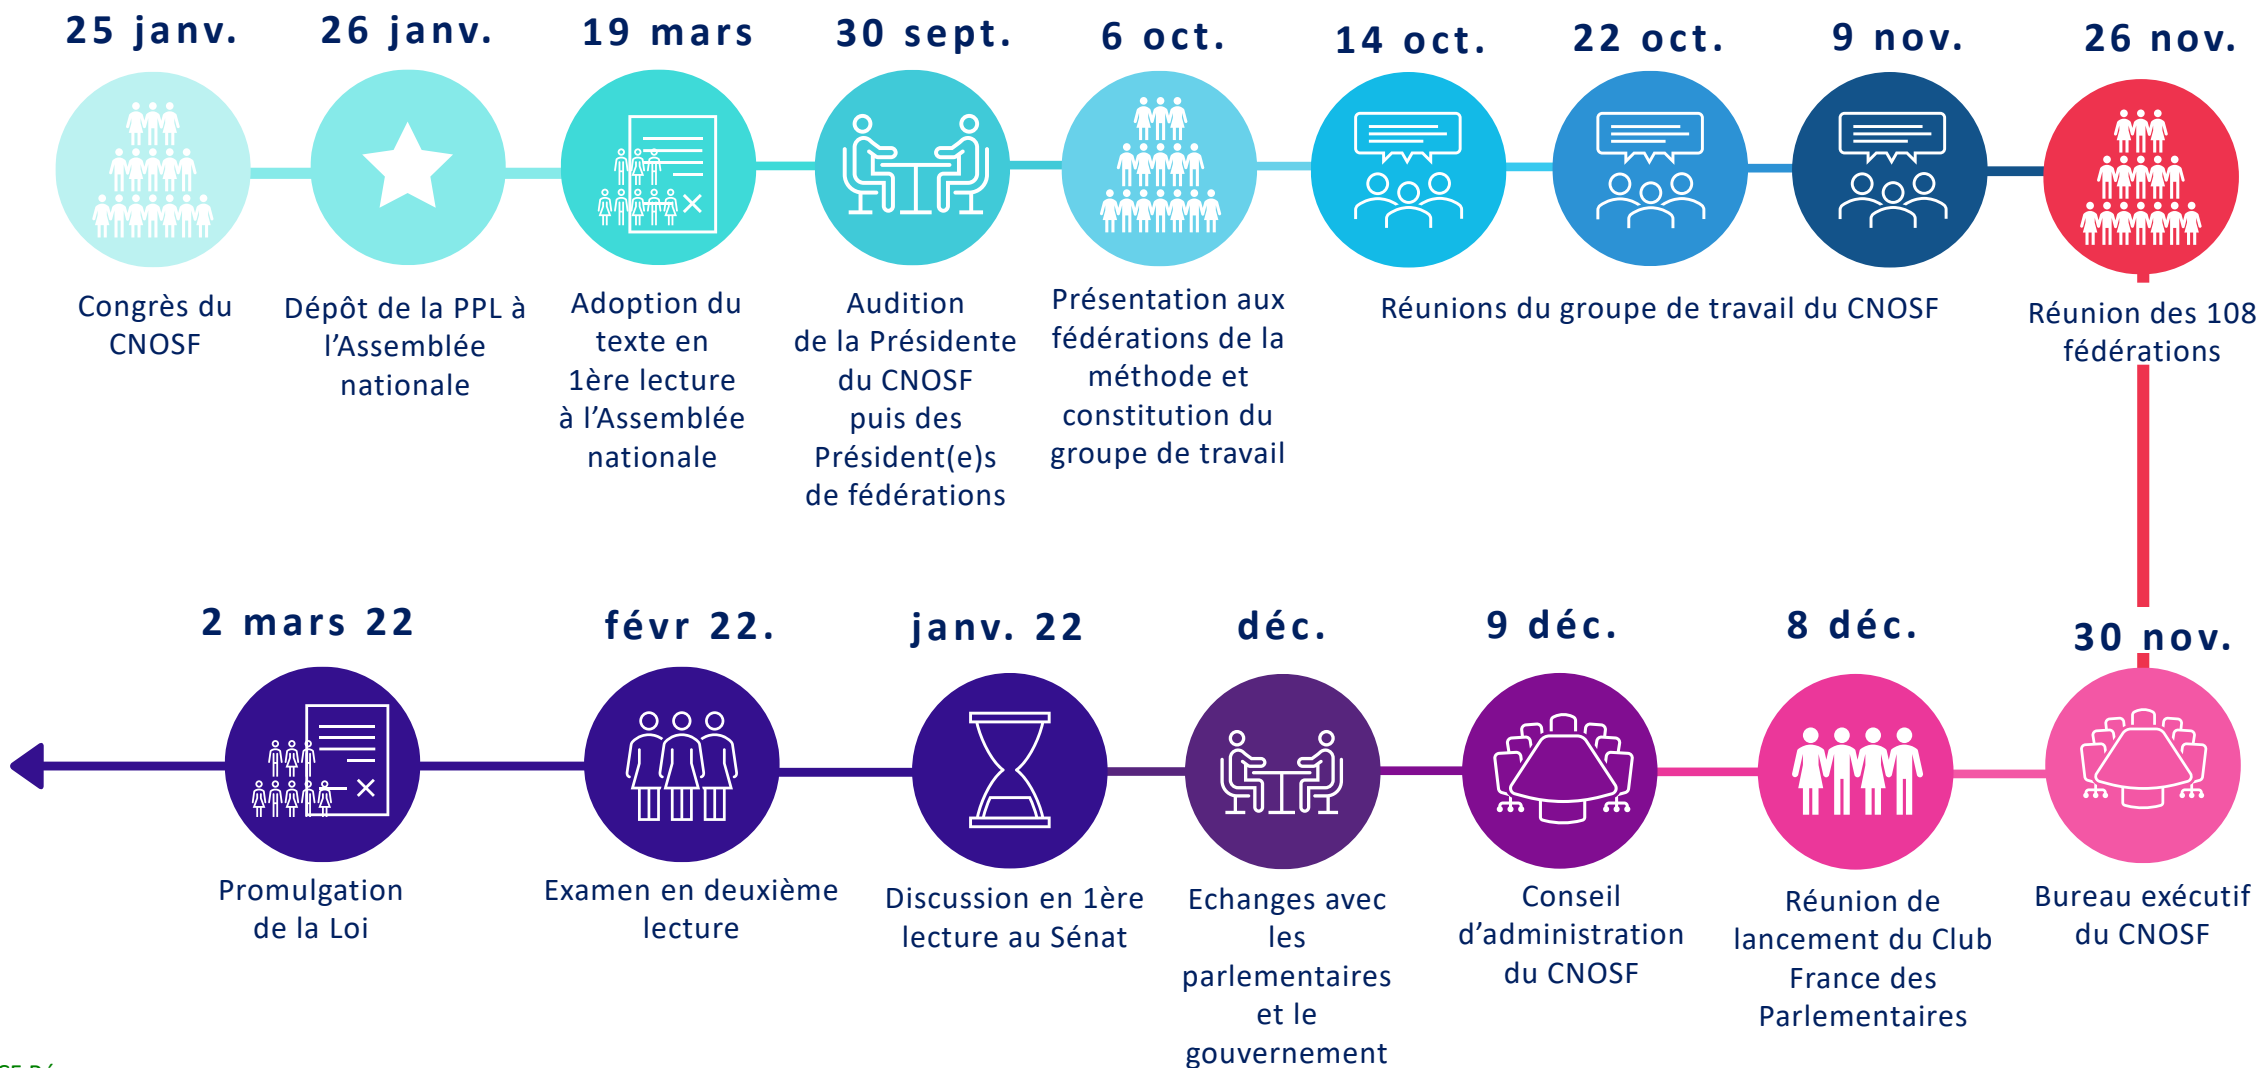 25 janv.
26 janv.
19 mars
30 sept.
6 oct.
14 oct.
22 oct.
9 nov.
26 nov.
Congrès du
CNOSF
Dépôt de la PPL à
l’Assemblée
nationale
Adoption du
texte en
1ère lecture
à l’Assemblée
nationale
Audition
de la Présidente
du CNOSF
puis des
Président(e)s
de fédérations
Présentation aux
fédérations de la
méthode et
constitution du
groupe de travail
Réunions du groupe de travail du CNOSF
Réunion des 108
fédérations
2 mars 22
févr 22.
janv. 22
déc.
9 déc.
8 déc.
30 nov.
Promulgation
de la Loi
Examen en deuxième
lecture
Discussion en 1ère
lecture au Sénat
Echanges avec
les
parlementaires
et le
gouvernement
Conseil
d’administration
du CNOSF
Réunion de
lancement du Club
France des
Parlementaires
Bureau exécutif
du CNOSF